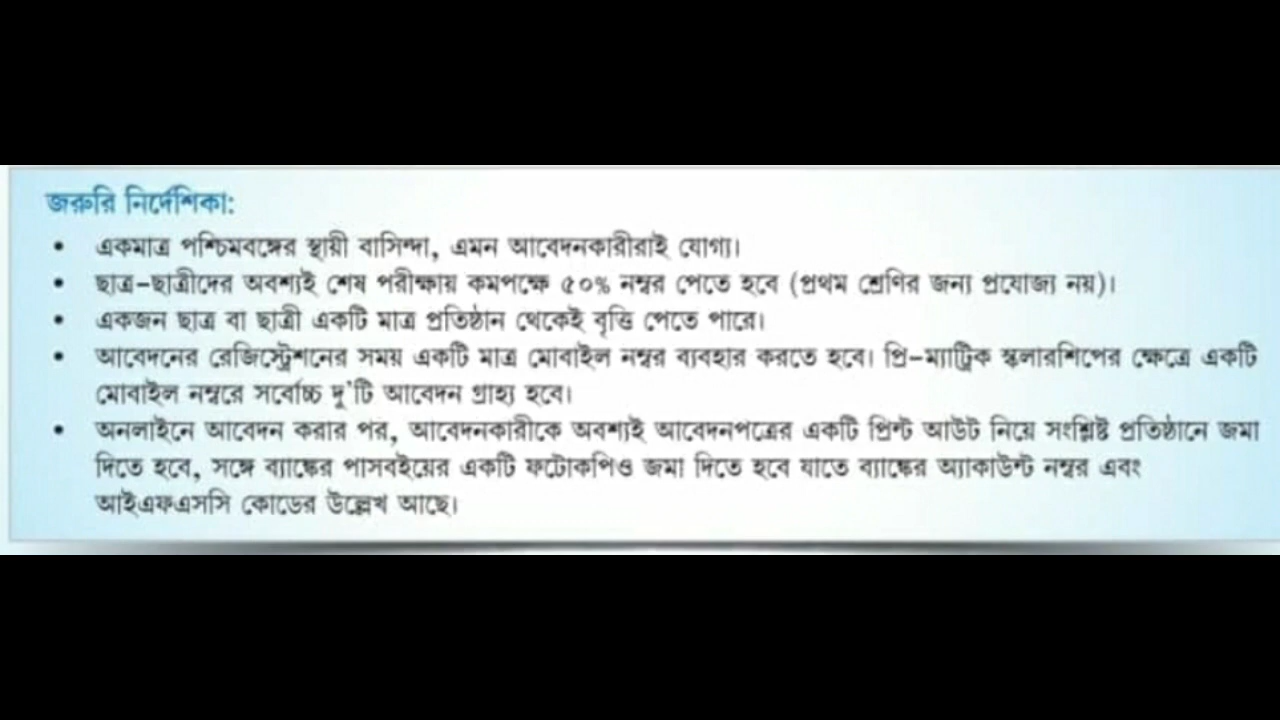 জরুরি নির্দেশিকা:
• একমাত্র পশ্চিমবঙ্গের স্থায়ী বাসিন্দা, এমন আবেদনকারীরাই যোগ্য।
• ছাত্র-ছাত্রীদের অবশ্যই শেষ পরীক্ষায় কমপক্ষে ৫০% নম্বর পেতে হবে (প্রথম শ্রেণির জন্য প্রযোজ্য নয়)।
• একজন ছাত্র বা ছাত্রী একটি মাত্র প্রতিষ্ঠান থেকেই বৃত্তি পেতে পারে।
• আবেদনের রেজিস্ট্রেশনের সময় একটি মাত্র মোবাইল নম্বর ব্যবহার করতে হবে। প্রি-ম্যাট্রিক স্কলারশিপের ক্ষেত্রে একটি
মোবাইল নম্বরে সর্বোচ্চ দু'টি আবেদন গ্রাহ্য হবে।
• অনলাইনে আবেদন করার পর, আবেদনকারীকে অবশ্যই আবেদনপত্রের একটি প্রিন্ট আউট নিয়ে সংশ্লিষ্ট প্রতিষ্ঠানে জমা
দিতে হবে, সঙ্গে ব্যাঙ্কের পাসবইয়ের একটি ফটোকপিও জমা দিতে হবে যাতে ব্যাঙ্কের অ্যাকাউন্ট নম্বর এবং
আইএফএসসি কোডের উল্লেখ আছে।